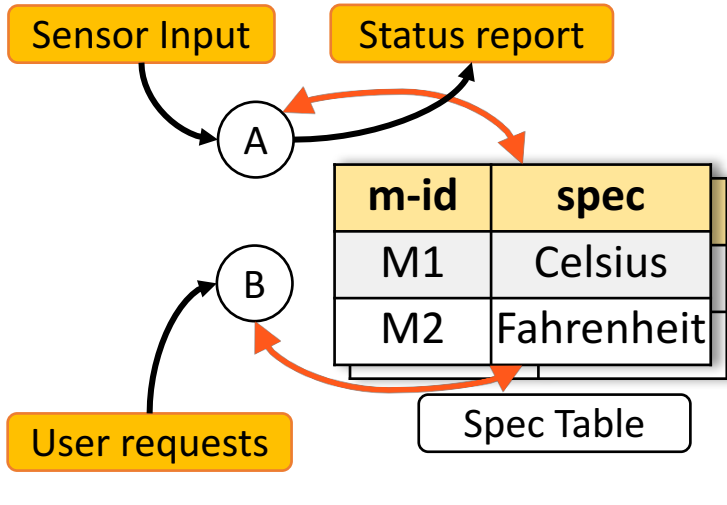 Sensor Input
Status report
A
m-id spec
M1 Celsius
B
M2 Fahrenheit
Spec Table
User requests